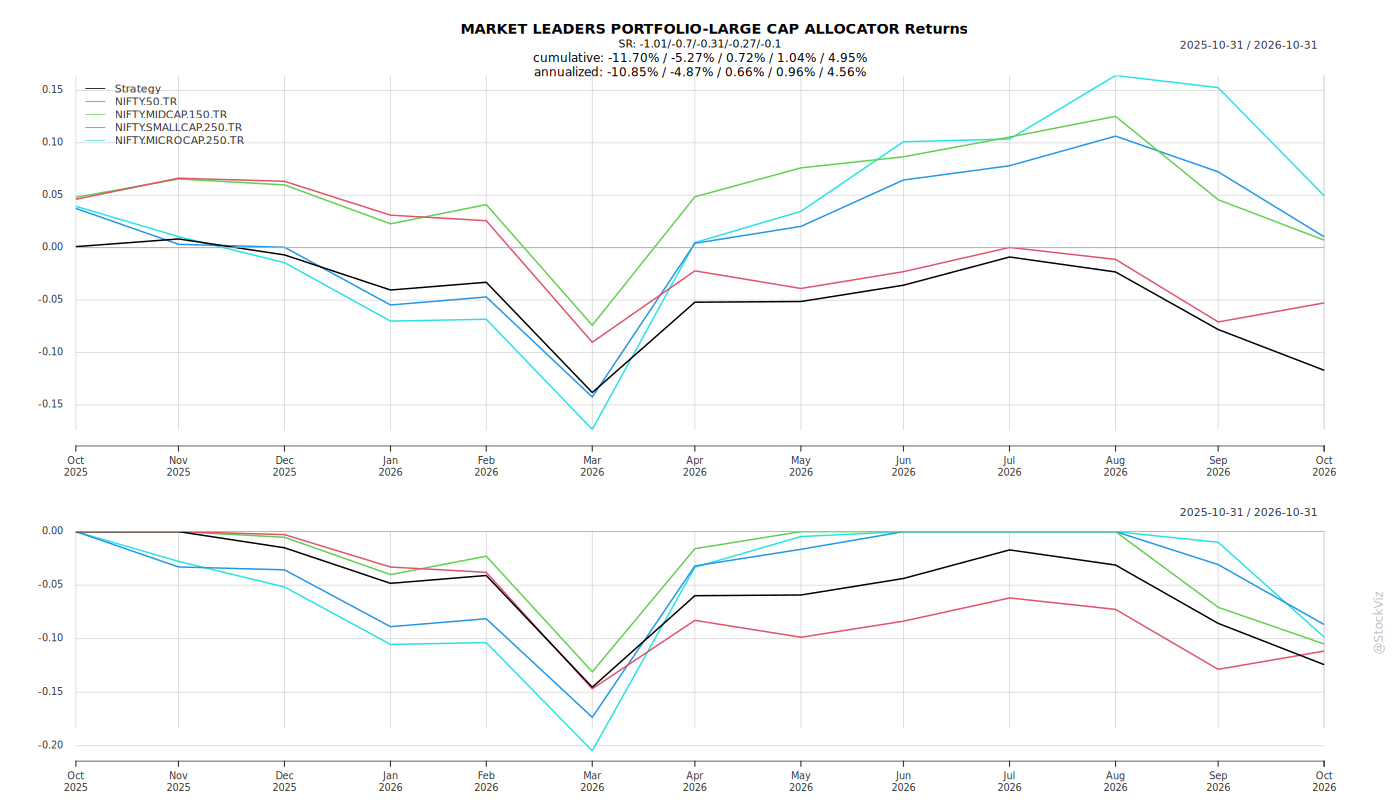 MARKET LEADERS PORTFOLIO-LARGE CAP ALLOCATOR Returns
SR: -1.01/-0.7/-0.31/-0.27/-0.1
cumulative: -11.70% / -5.27% / 0.72% / 1.04% / 4.95%
annualized: -10.85% / -4.87% / 0.66% / 0.96% / 4.56%
2025-10-31 / 2026-10-31
Strategy
NIFTY.50.TR
NIFTY.MIDCAP.150.TR
NIFTY.SMALLCAP.250.TR
NIFTY.MICROCAP.250.TR
0.15
0.10
0.05
0.00
-0.05
-0.10
-0.15
Oct Nov Dec Jan Feb Mar Apr May Jun Jul Aug Sep Oct
2025 2025 2025 2026 2026 2026 2026 2026 2026 2026 2026 2026 2026
2025-10-31 / 2026-10-31
0.00
-0.05
-0.10
-0.15
-0.20
Oct Nov Dec Jan Feb Mar Apr May Jun Jul Aug Sep Oct
2025 2025 2025 2026 2026 2026 2026 2026 2026 2026 2026 2026 2026
@StockViz